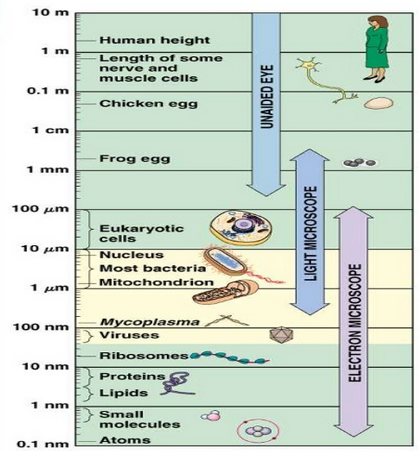 10 m
Human height
1 m
Length of some
nerve and
muscle cells
0.1 m
Chicken egg
UNAIDED EYE
1 cm
Frog egg
1 mm
LIGHT MICROSCOPE
100 μm
Eukaryotic
cells
10 μm
Nucleus
Most bacteria
Mitochondrion
1 μm
ELECTRON MICROSCOPE
Mycoplasma
100 nm
Viruses
Ribosomes
10 nm
Proteins
Lipids
1 nm
Small
molecules
Atoms
0.1 nm